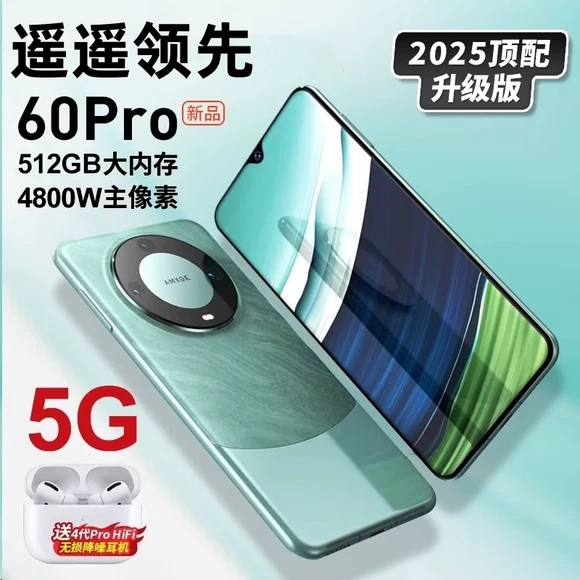 遥遥领先
2025顶配
升级版
60Pro
新品
512GB大内存
4800W主像素
AMXGE
5G
送4代Pro HiFi
无损降噪耳机